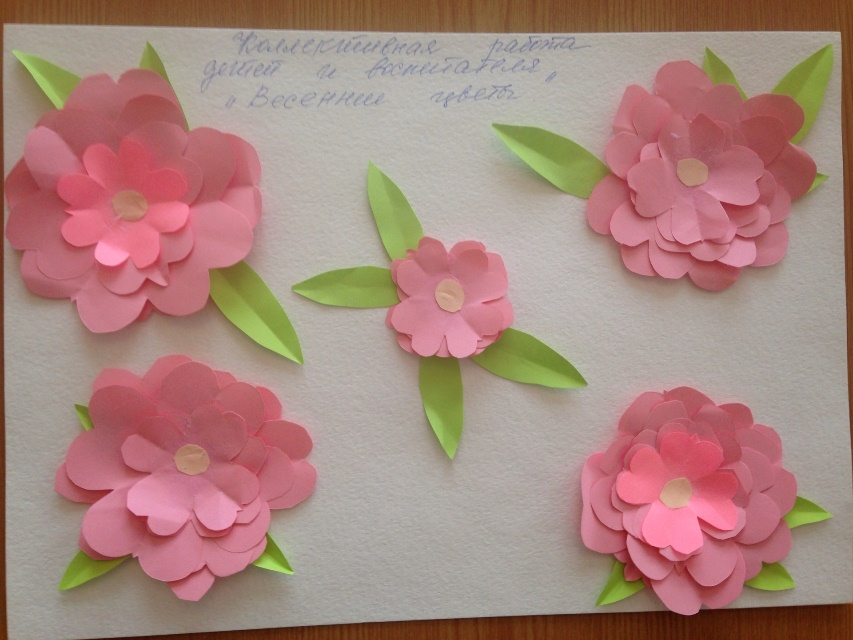 Коллективная работа
детей и воспитателя
„Весенние цветы"